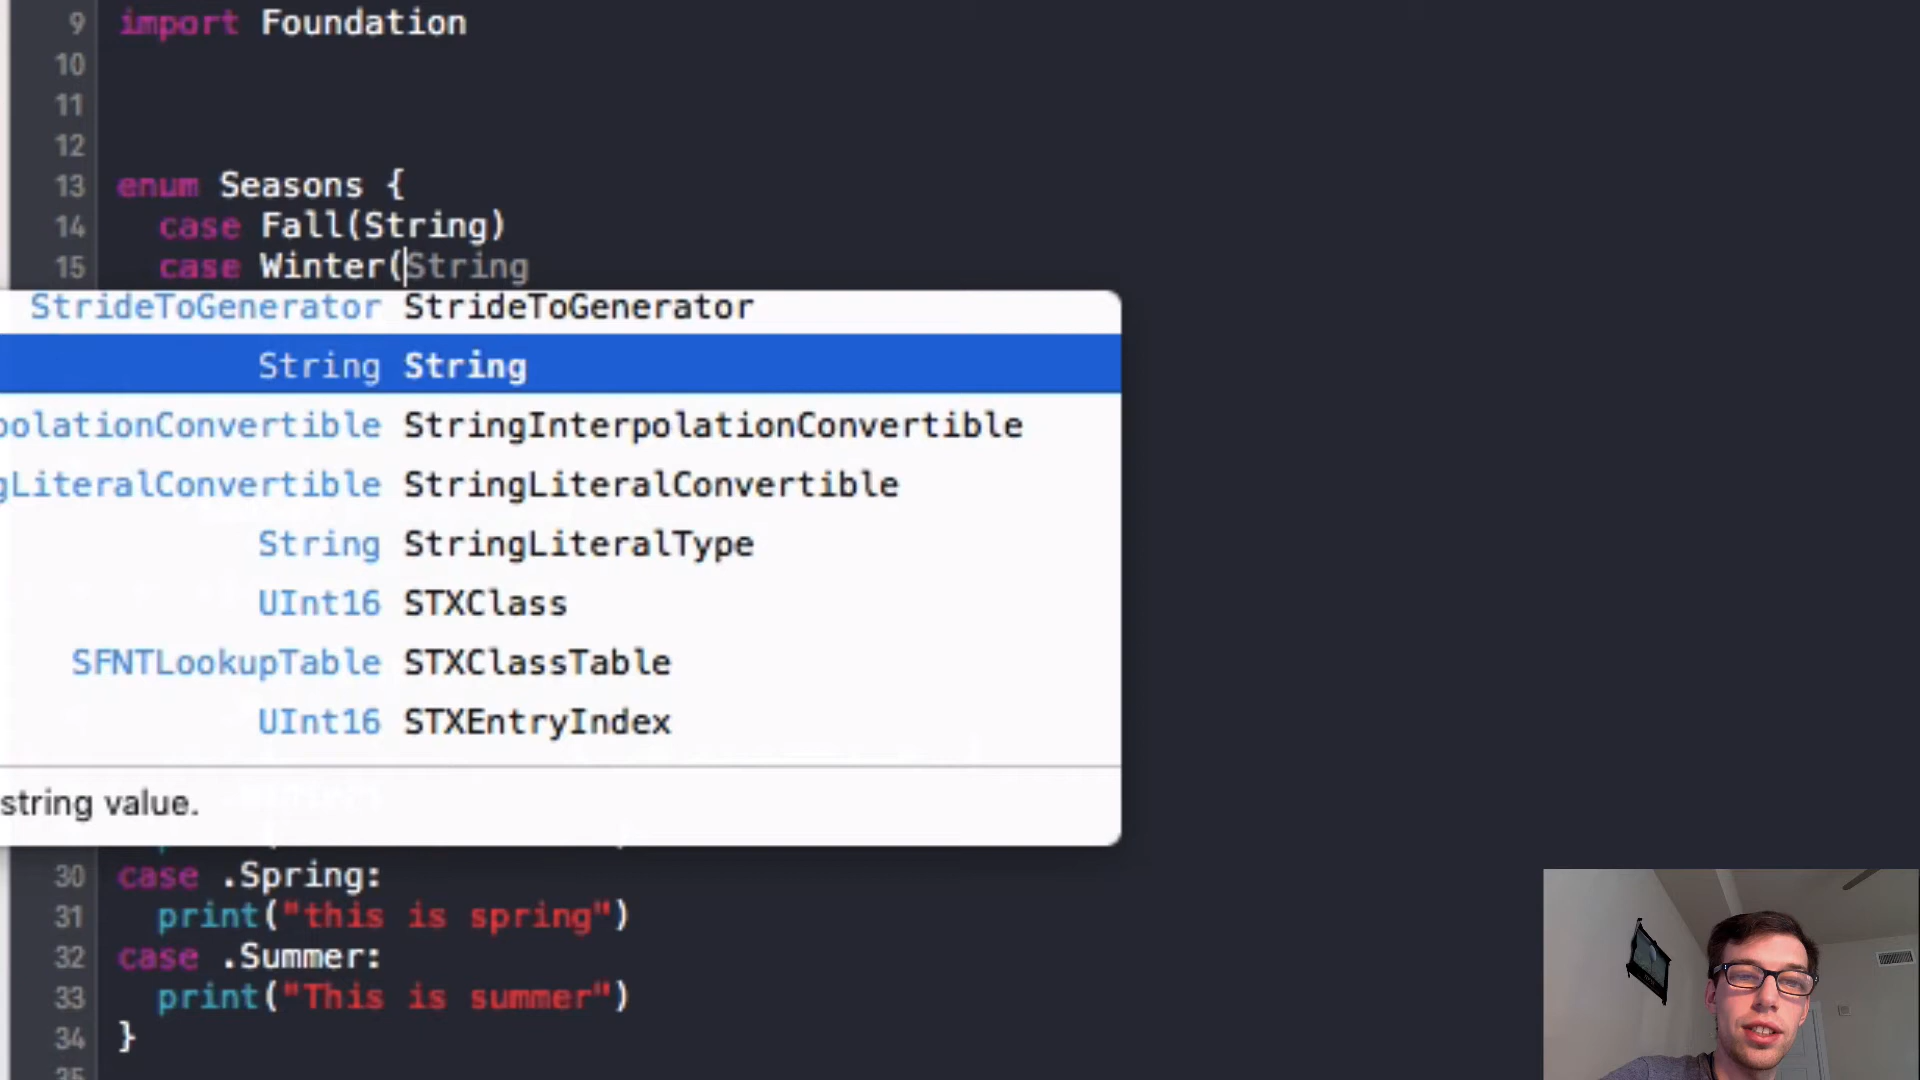 9 import Foundation
10
11
12
13 enum Seasons {
14 case Fall(String)
15 case Winter(String
StrideToGenerator StrideToGenerator
String String
polationConvertible StringInterpolationConvertible
gLiteralConvertible StringLiteralConvertible
String StringLiteralType
UInt16 STXClass
SFNTLookupTable STXClassTable
UInt16 STXEntryIndex
string value.
30 case .Spring:
31 print("this is spring")
32 case .Summer:
33 print("This is summer")
34 }
35